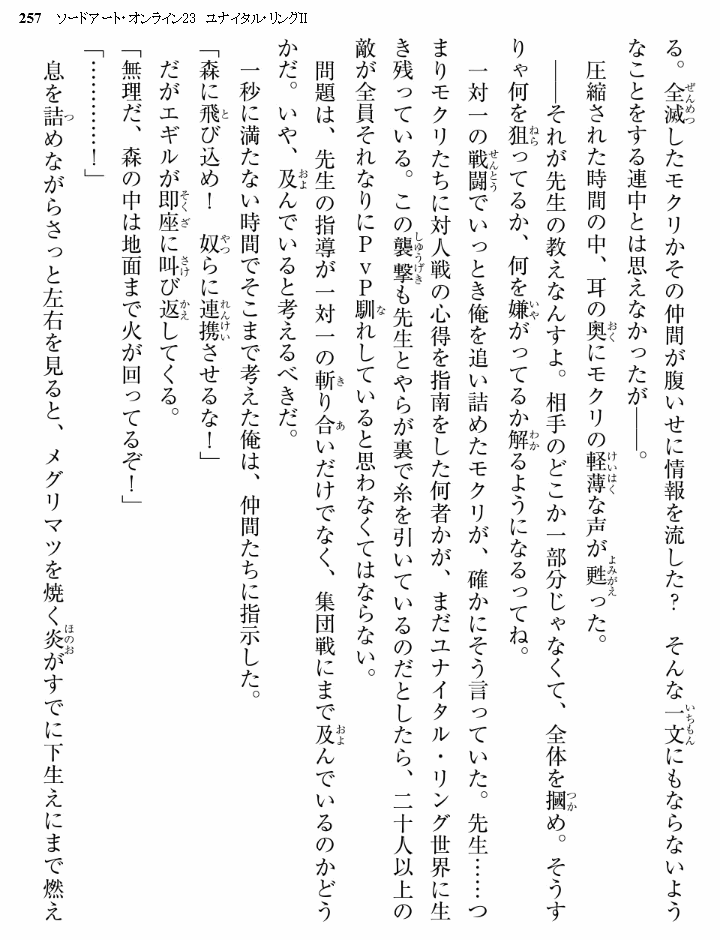 257 ソードアート・オンライン23 ユナイタル・リングⅡ
る。全滅したモクリかその仲間が腹いせに情報を流した？　そんな一文にもならないよう
なことをする連中とは思えなかったが――。
圧縮された時間の中、耳の奥にモクリの軽薄な声が甦った。
――それが先生の教えなんすよ。相手のどこか一部分じゃなくて、全体を摑め。そうす
りゃ何を狙ってるか、何を嫌がってるか解るようになるってね。
一対一の戦闘でいっとき俺を追い詰めたモクリが、確かにそう言っていた。先生……つ
まりモクリたちに対人戦の心得を指南をした何者かが、まだユナイタル・リング世界に生
き残っている。この襲撃も先生とやらが裏で糸を引いているのだとしたら、二十人以上の
敵が全員それなりにＰｖＰ馴れしていると思わなくてはならない。
問題は、先生の指導が一対一の斬り合いだけでなく、集団戦にまで及んでいるのかどう
かだ。いや、及んでいると考えるべきだ。
一秒に満たない時間でそこまで考えた俺は、仲間たちに指示した。
「森に飛び込め！　奴らに連携させるな！」
だがエギルが即座に叫び返してくる。
「無理だ、森の中は地面まで火が回ってるぞ！」
「…………！」
息を詰めながらさっと左右を見ると、メグリマツを焼く炎がすでに下生えにまで燃え